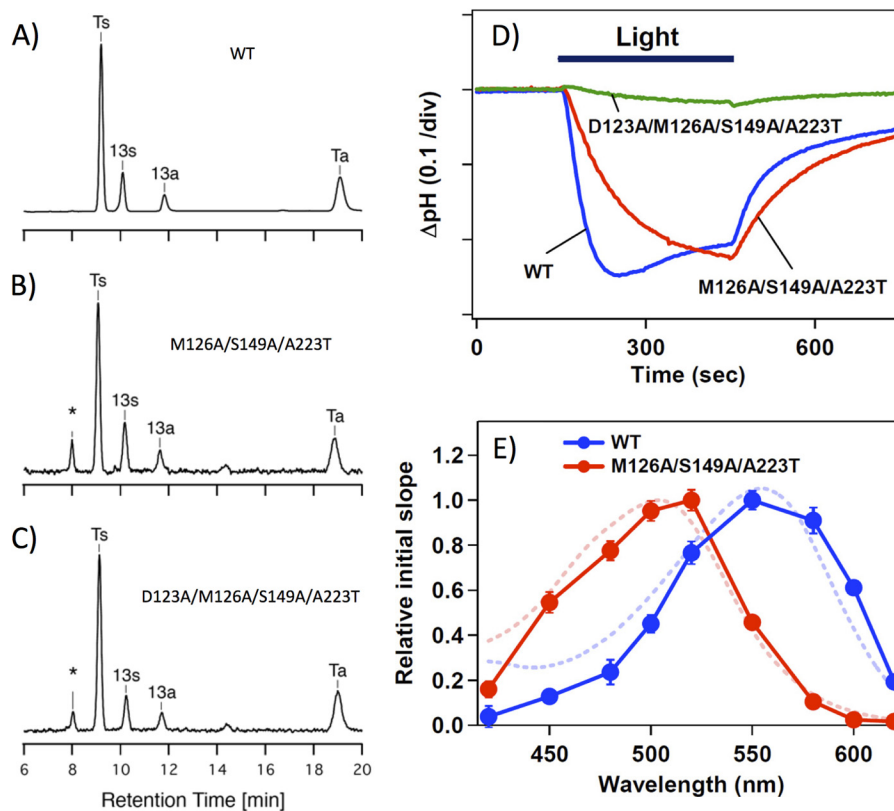 A)
WT
Ts
13s
13a
Ta
B)
M126A/S149A/A223T
*
Ts
13s
13a
Ta
C)
D123A/M126A/S149A/A223T
*
Ts
13s
13a
Ta
6 8 10 12 14 16 18 20
Retention Time [min]
D)
Light
D123A/M126A/S149A/A223T
WT
M126A/S149A/A223T
ΔpH (0.1 /div)
0 300 600
Time (sec)
E)
WT
M126A/S149A/A223T
Relative initial slope
1.2
1.0
0.8
0.6
0.4
0.2
0.0
450 500 550 600
Wavelength (nm)